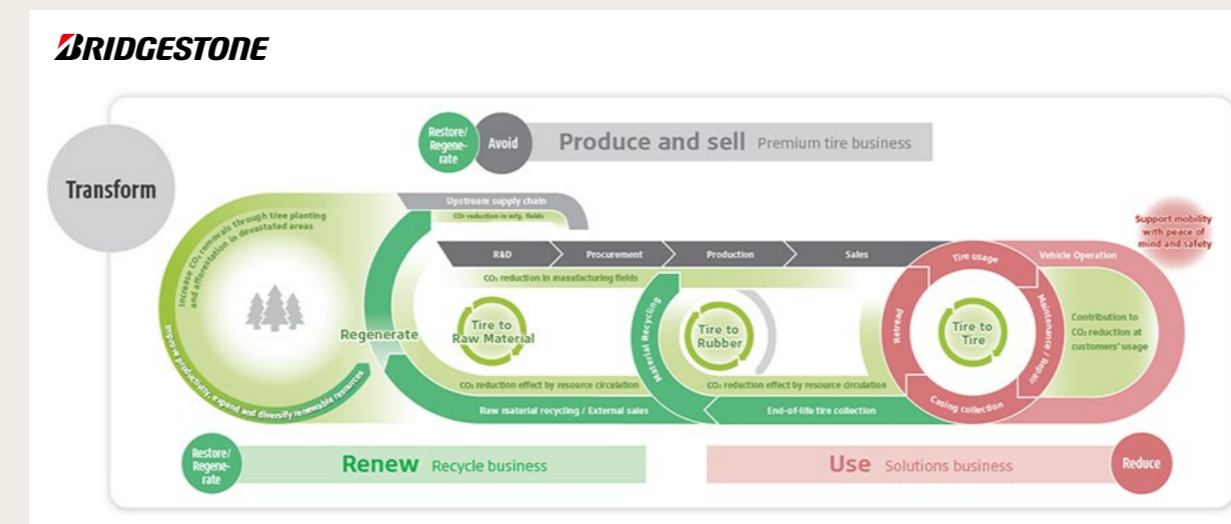 BRIDGESTONE
Transform
Restore/
Regene-
rate
Avoid
Produce and sell Premium tire business
Upstream supply chain
CO₂ reduction in mfg. fields
Increase CO₂ removals through tree planting
and afforestation in devastated areas
Improve productivity, expand and diversify renewable resources
Regenerate
R&D
Procurement
Production
Sales
CO₂ reduction in manufacturing fields
Tire to
Raw Material
Material Recycling
Tire to
Rubber
CO₂ reduction effect by resource circulation
CO₂ reduction effect by resource circulation
Raw material recycling / External sales
End-of-life tire collection
Tire usage
Retread
Tire to
Tire
Maintenance / Repair
Casing collection
Vehicle Operation
Support mobility
with peace of
mind and safety
Contribution to
CO₂ reduction at
customers' usage
Restore/
Regene-
rate
Renew Recycle business
Use Solutions business
Reduce